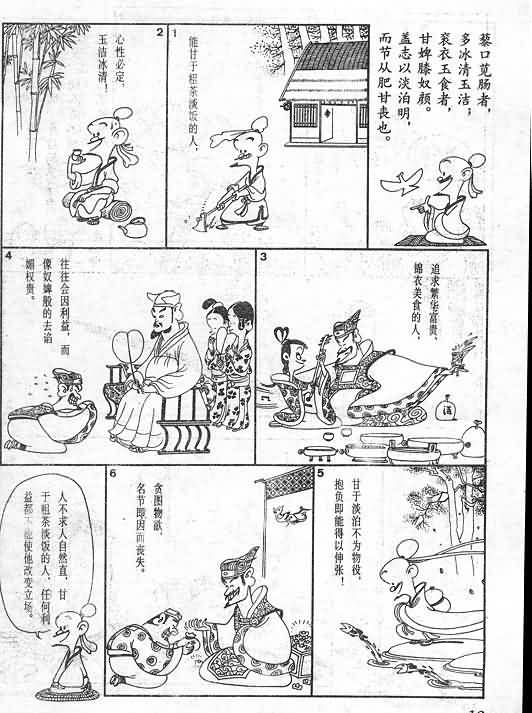 藜口苋肠者，
多冰清玉洁；
衮衣玉食者，
甘婢膝奴颜。
盖志以淡泊明，
而节从肥甘丧也。
1
能甘于粗茶淡饭的人，
2
心性必定，
玉洁冰清！
3
追求繁华富贵、
锦衣美食的人，
酒
4
往往会因利益，而
像奴婢般的去谄
媚权贵。
5
甘于淡泊不为物役，
抱负即能得以伸张！
6
贪图物欲，
名节即因而丧失。
人不求人自然直，甘
于粗茶淡饭的人，任何利
益都不能使他改变立场。